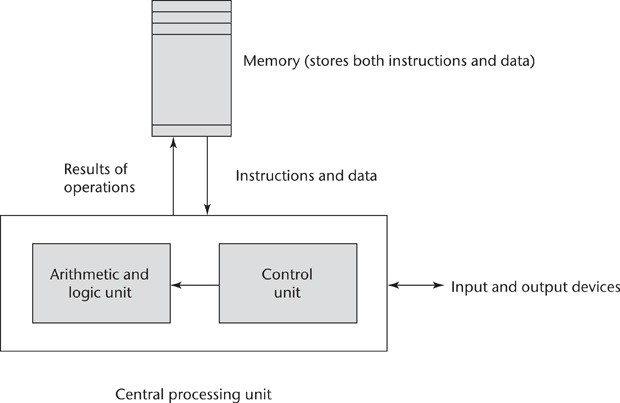 Memory (stores both instructions and data)
Results of
operations
Instructions and data
Arithmetic and
logic unit
Control
unit
Input and output devices
Central processing unit